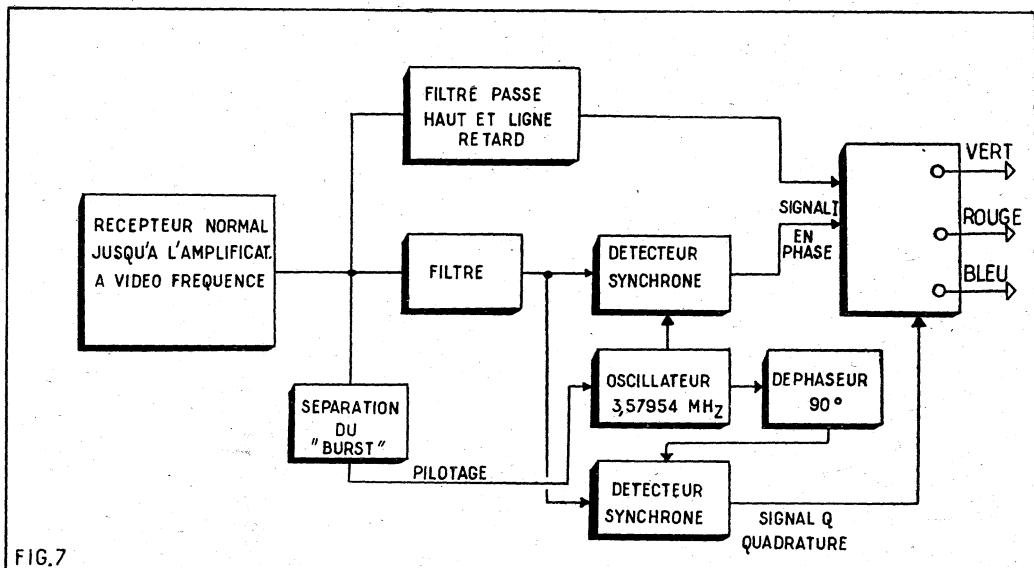 FILTRÉ PASSE
HAUT ET LIGNE
RETARD
VERT
RECEPTEUR NORMAL
JUSQU'A L'AMPLIFICAT.
A VIDEO FREQUENCE
SIGNAL I
EN
PHASE
ROUGE
FILTRE
DETECTEUR
SYNCHRONE
BLEU
SEPARATION
DU
"BURST"
OSCILLATEUR
3,57954 MHZ
DEPHASEUR
90°
PILOTAGE
DETECTEUR
SYNCHRONE
SIGNAL Q
QUADRATURE
FIG.7